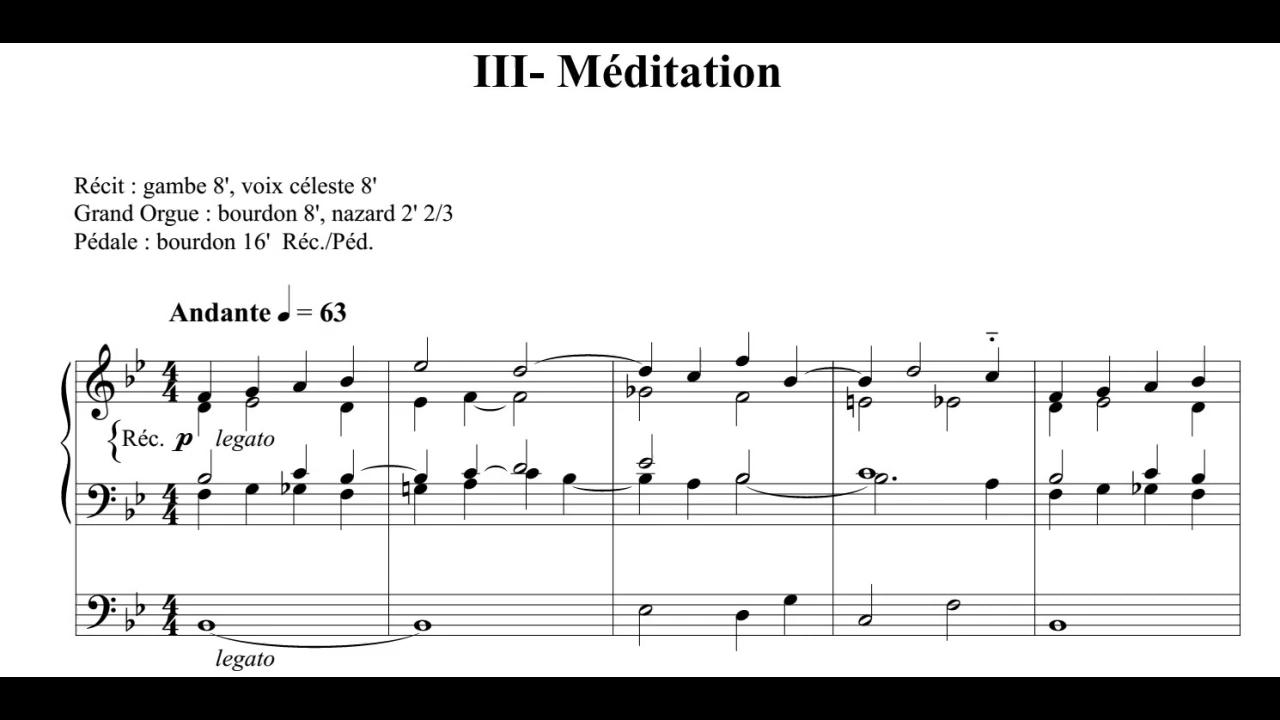 III- Méditation
Récit : gambe 8', voix céleste 8'
Grand Orgue : bourdon 8', nazard 2' 2/3
Pédale : bourdon 16' Réc./Péd.
Andante ♩ = 63
Réc. p legato
legato